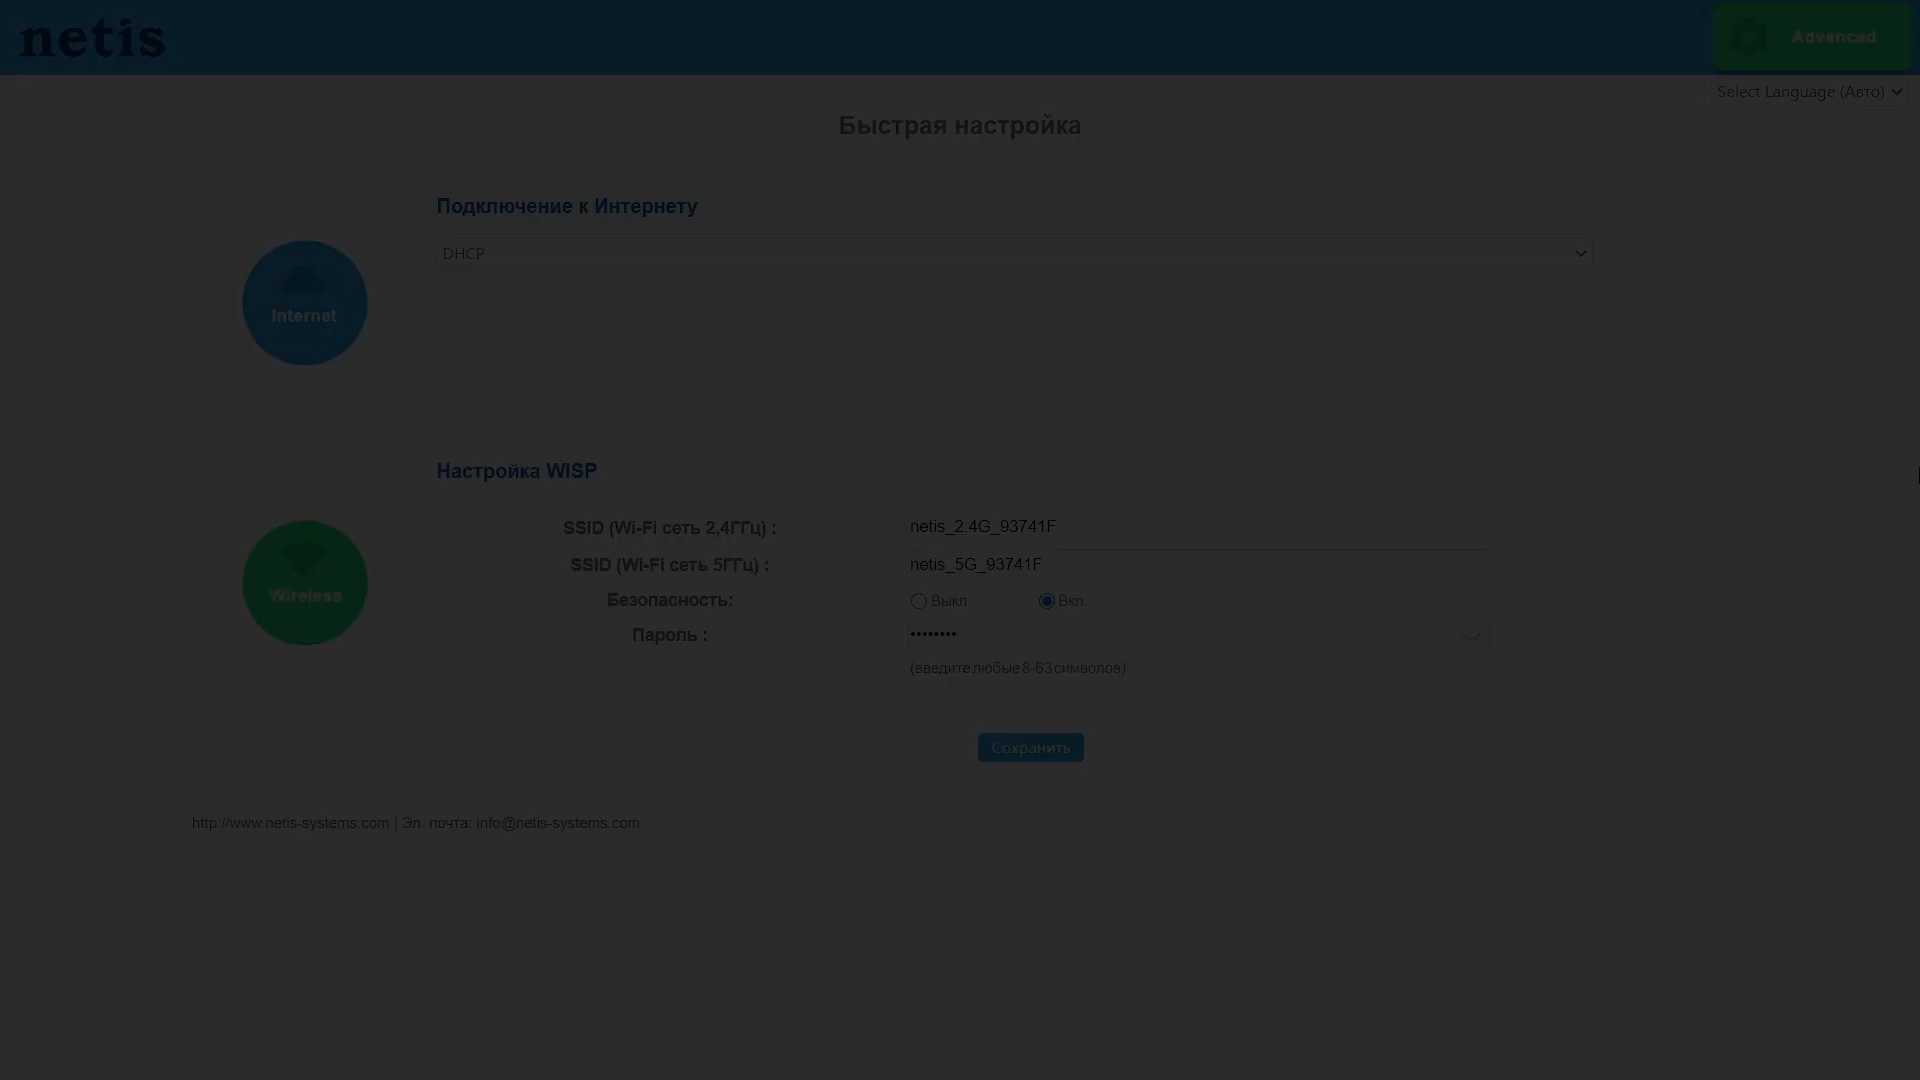 netis
Advanced
Select Language (Авто)
Быстрая настройка
Подключение к Интернету
DHCP
Internet
Настройка WISP
SSID (Wi-Fi сеть 2,4ГГц) : netis_2.4G_93741F
SSID (Wi-Fi сеть 5ГГц) : netis_5G_93741F
Wireless
Безопасность: Выкл. Вкл.
Пароль : ••••••••
(введите любые 8-63 символов)
Сохранить
http://www.netis-systems.com | Эл. почта: info@netis-systems.com